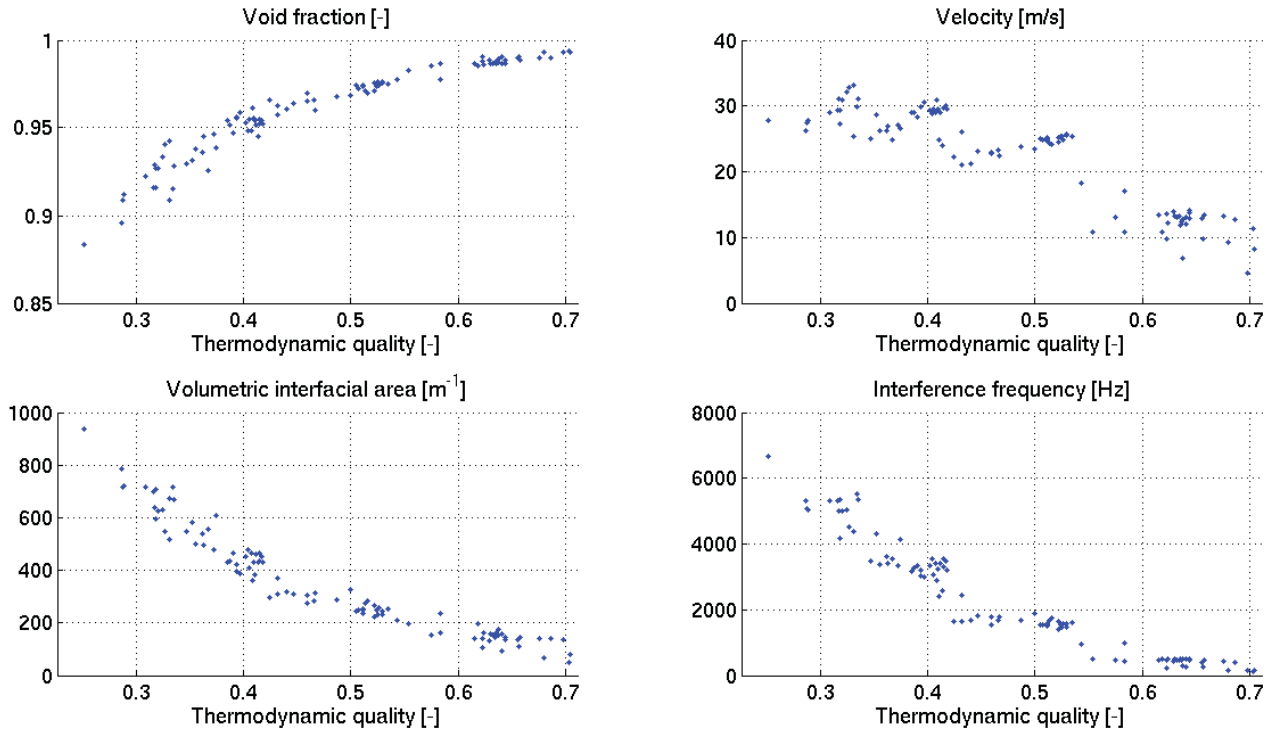 Void fraction [-]
1
0.95
0.9
0.85
0.3 0.4 0.5 0.6 0.7
Thermodynamic quality [-]
Velocity [m/s]
40
30
20
10
0
0.3 0.4 0.5 0.6 0.7
Thermodynamic quality [-]
Volumetric interfacial area [m⁻¹]
1000
800
600
400
200
0
0.3 0.4 0.5 0.6 0.7
Thermodynamic quality [-]
Interference frequency [Hz]
8000
6000
4000
2000
0
0.3 0.4 0.5 0.6 0.7
Thermodynamic quality [-]